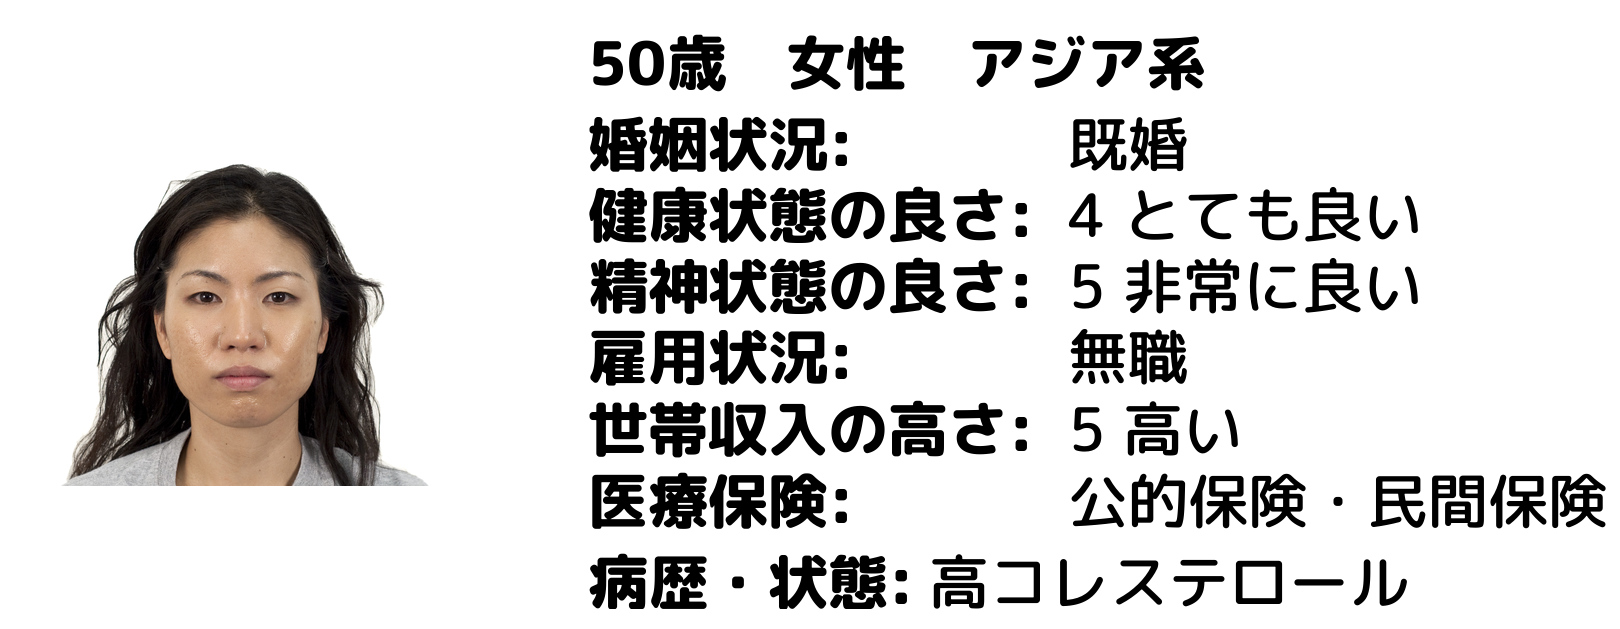 50歳　女性　アジア系
婚姻状況: 既婚
健康状態の良さ: 4 とても良い
精神状態の良さ: 5 非常に良い
雇用状況: 無職
世帯収入の高さ: 5 高い
医療保険: 公的保険・民間保険
病歴・状態: 高コレステロール